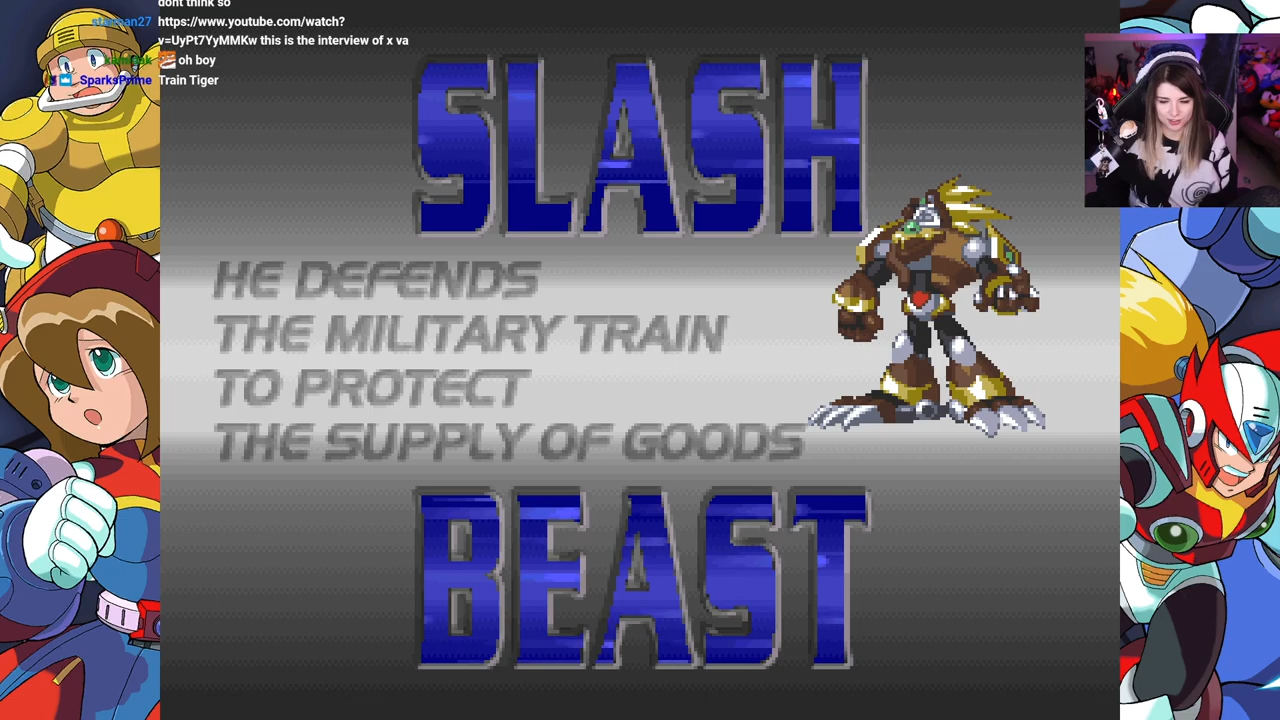 dont think so
starman27 https://www.youtube.com/watch?
v=UyPt7YyMMKw this is the interview of x va
oh boy
SparksPrime Train Tiger
SLASH
HE DEFENDS
THE MILITARY TRAIN
TO PROTECT
THE SUPPLY OF GOODS
BEAST